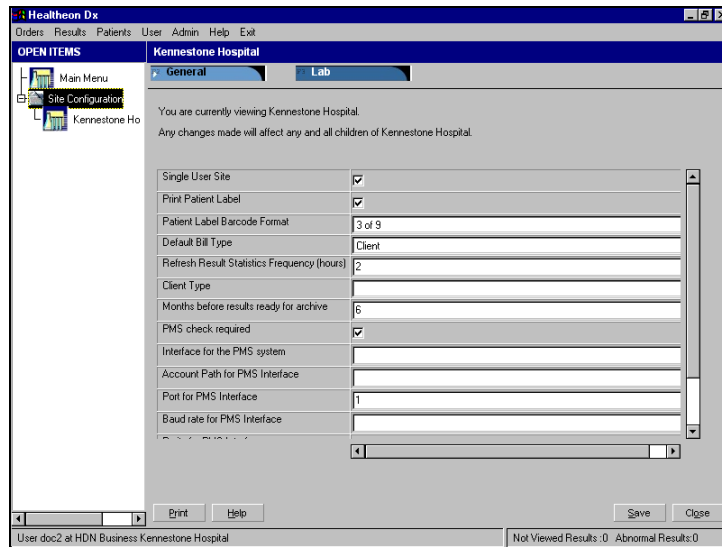 Healtheon Dx
Orders Results Patients User Admin Help Exit
OPEN ITEMS
Kennestone Hospital
Main Menu
Site Configuration
Kennestone Ho
General
Lab
You are currently viewing Kennestone Hospital.
Any changes made will affect any and all children of Kennestone Hospital.
Single User Site
Print Patient Label
Patient Label Barcode Format 3 of 9
Default Bill Type Client
Refresh Result Statistics Frequency (hours) 2
Client Type
Months before results ready for archive 6
PMS check required
Interface for the PMS system
Account Path for PMS Interface
Port for PMS Interface 1
Baud rate for PMS Interface
Print Help Save Close
User doc2 at HDN Business Kennestone Hospital
Not Viewed Results :0 Abnormal Results:0